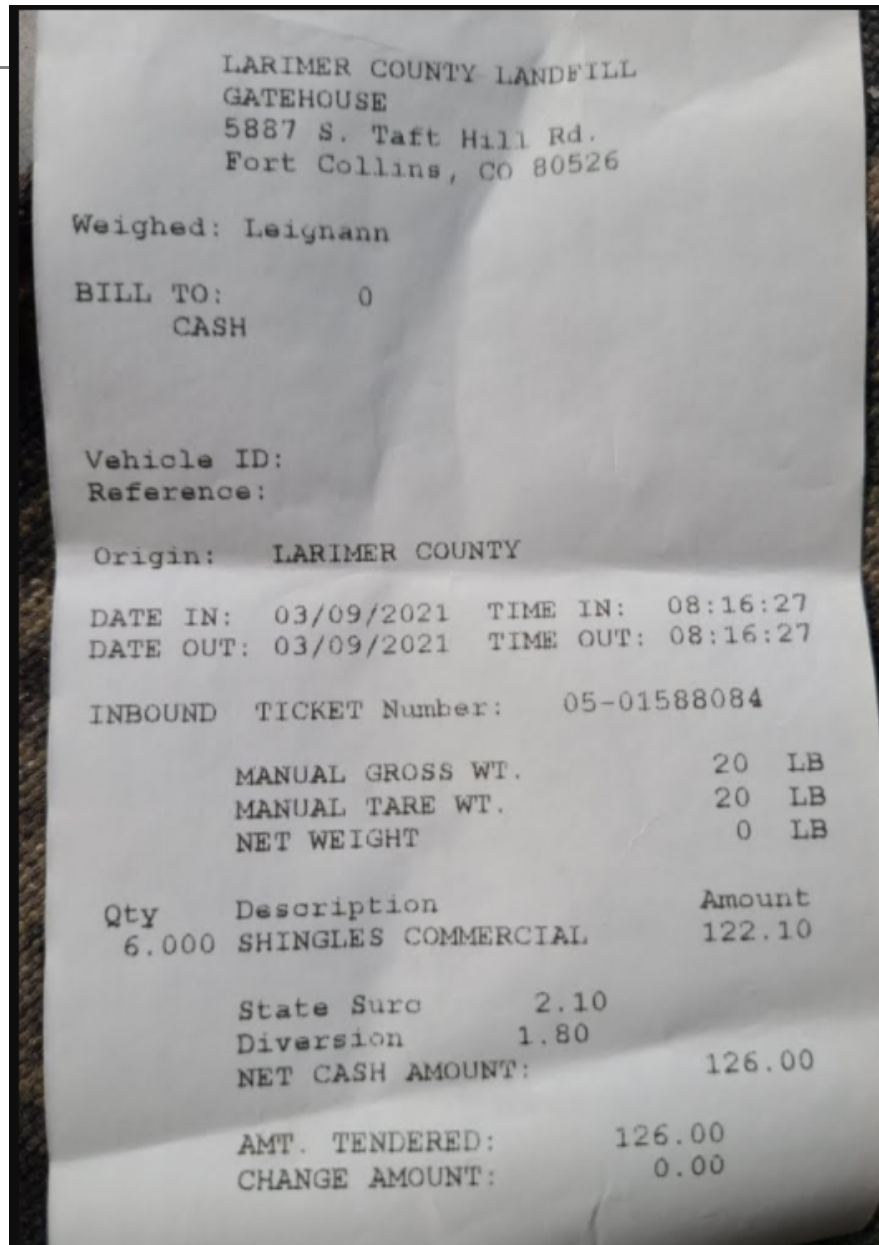 LARIMER COUNTY LANDFILL
GATEHOUSE
5887 S. Taft Hill Rd.
Fort Collins, CO 80526
Weighed: Leignann
BILL TO: 0
CASH
Vehicle ID:
Reference:
Origin: LARIMER COUNTY
DATE IN: 03/09/2021 TIME IN: 08:16:27
DATE OUT: 03/09/2021 TIME OUT: 08:16:27
INBOUND TICKET Number: 05-01588084
MANUAL GROSS WT. 20 LB
MANUAL TARE WT. 20 LB
NET WEIGHT 0 LB
Qty Description Amount
6.000 SHINGLES COMMERCIAL 122.10
State Surc 2.10
Diversion 1.80
NET CASH AMOUNT: 126.00
AMT. TENDERED: 126.00
CHANGE AMOUNT: 0.00